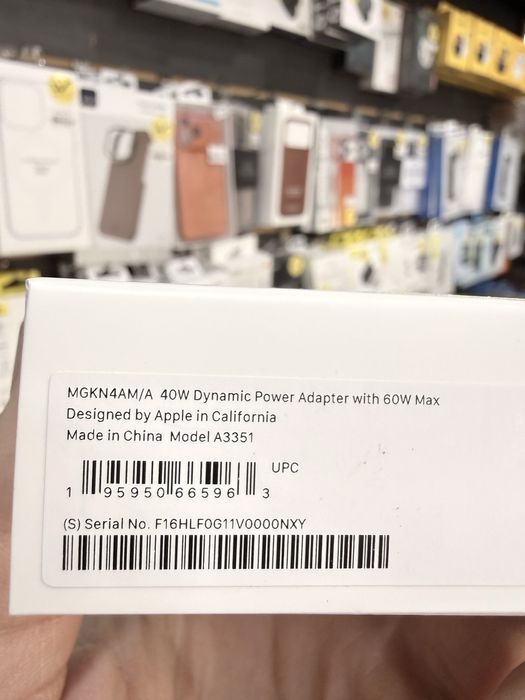 MGKN4AM/A 40W Dynamic Power Adapter with 60W Max
Designed by Apple in California
Made in China Model A3351
UPC
1 95950 66596 3
(S) Serial No. F16HLF0G11V0000NXY